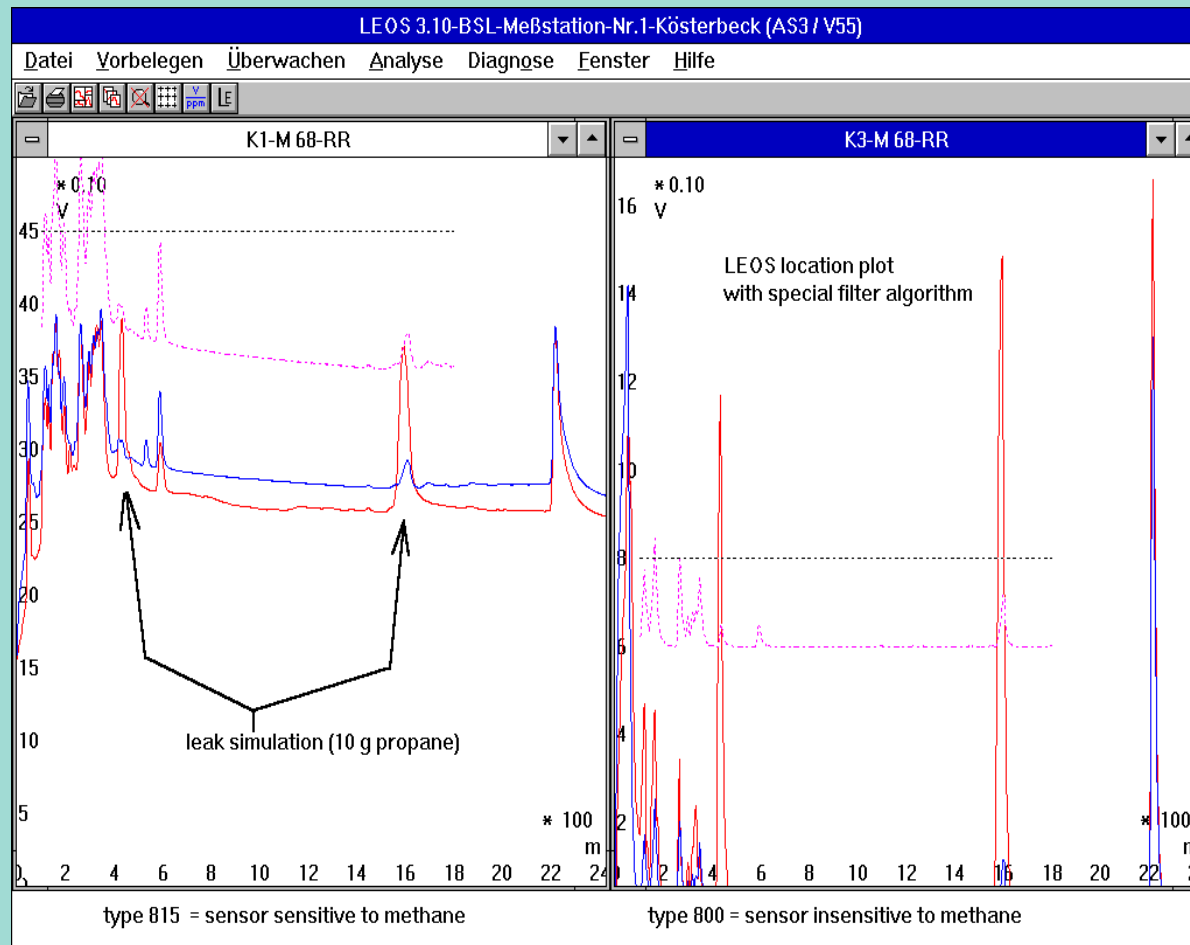 LEOS 3.10-BSL-Meßstation-Nr.1-Kösterbeck (AS3 / V55)
Datei Vorbelegen Überwachen Analyse Diagnose Fenster Hilfe
V
ppm
LE
K1-M 68-RR
* 0.10
V
45
40
35
30
25
20
15
10
5
leak simulation (10 g propane)
* 100
m
0 2 4 6 8 10 12 14 16 18 20 22 24
K3-M 68-RR
* 0.10
16 V
LEOS location plot
14 with special filter algorithm
12
10
8
6
4
2
* 100
2 4 6 8 10 12 14 16 18 20 22
type 815 = sensor sensitive to methane
type 800 = sensor insensitive to methane